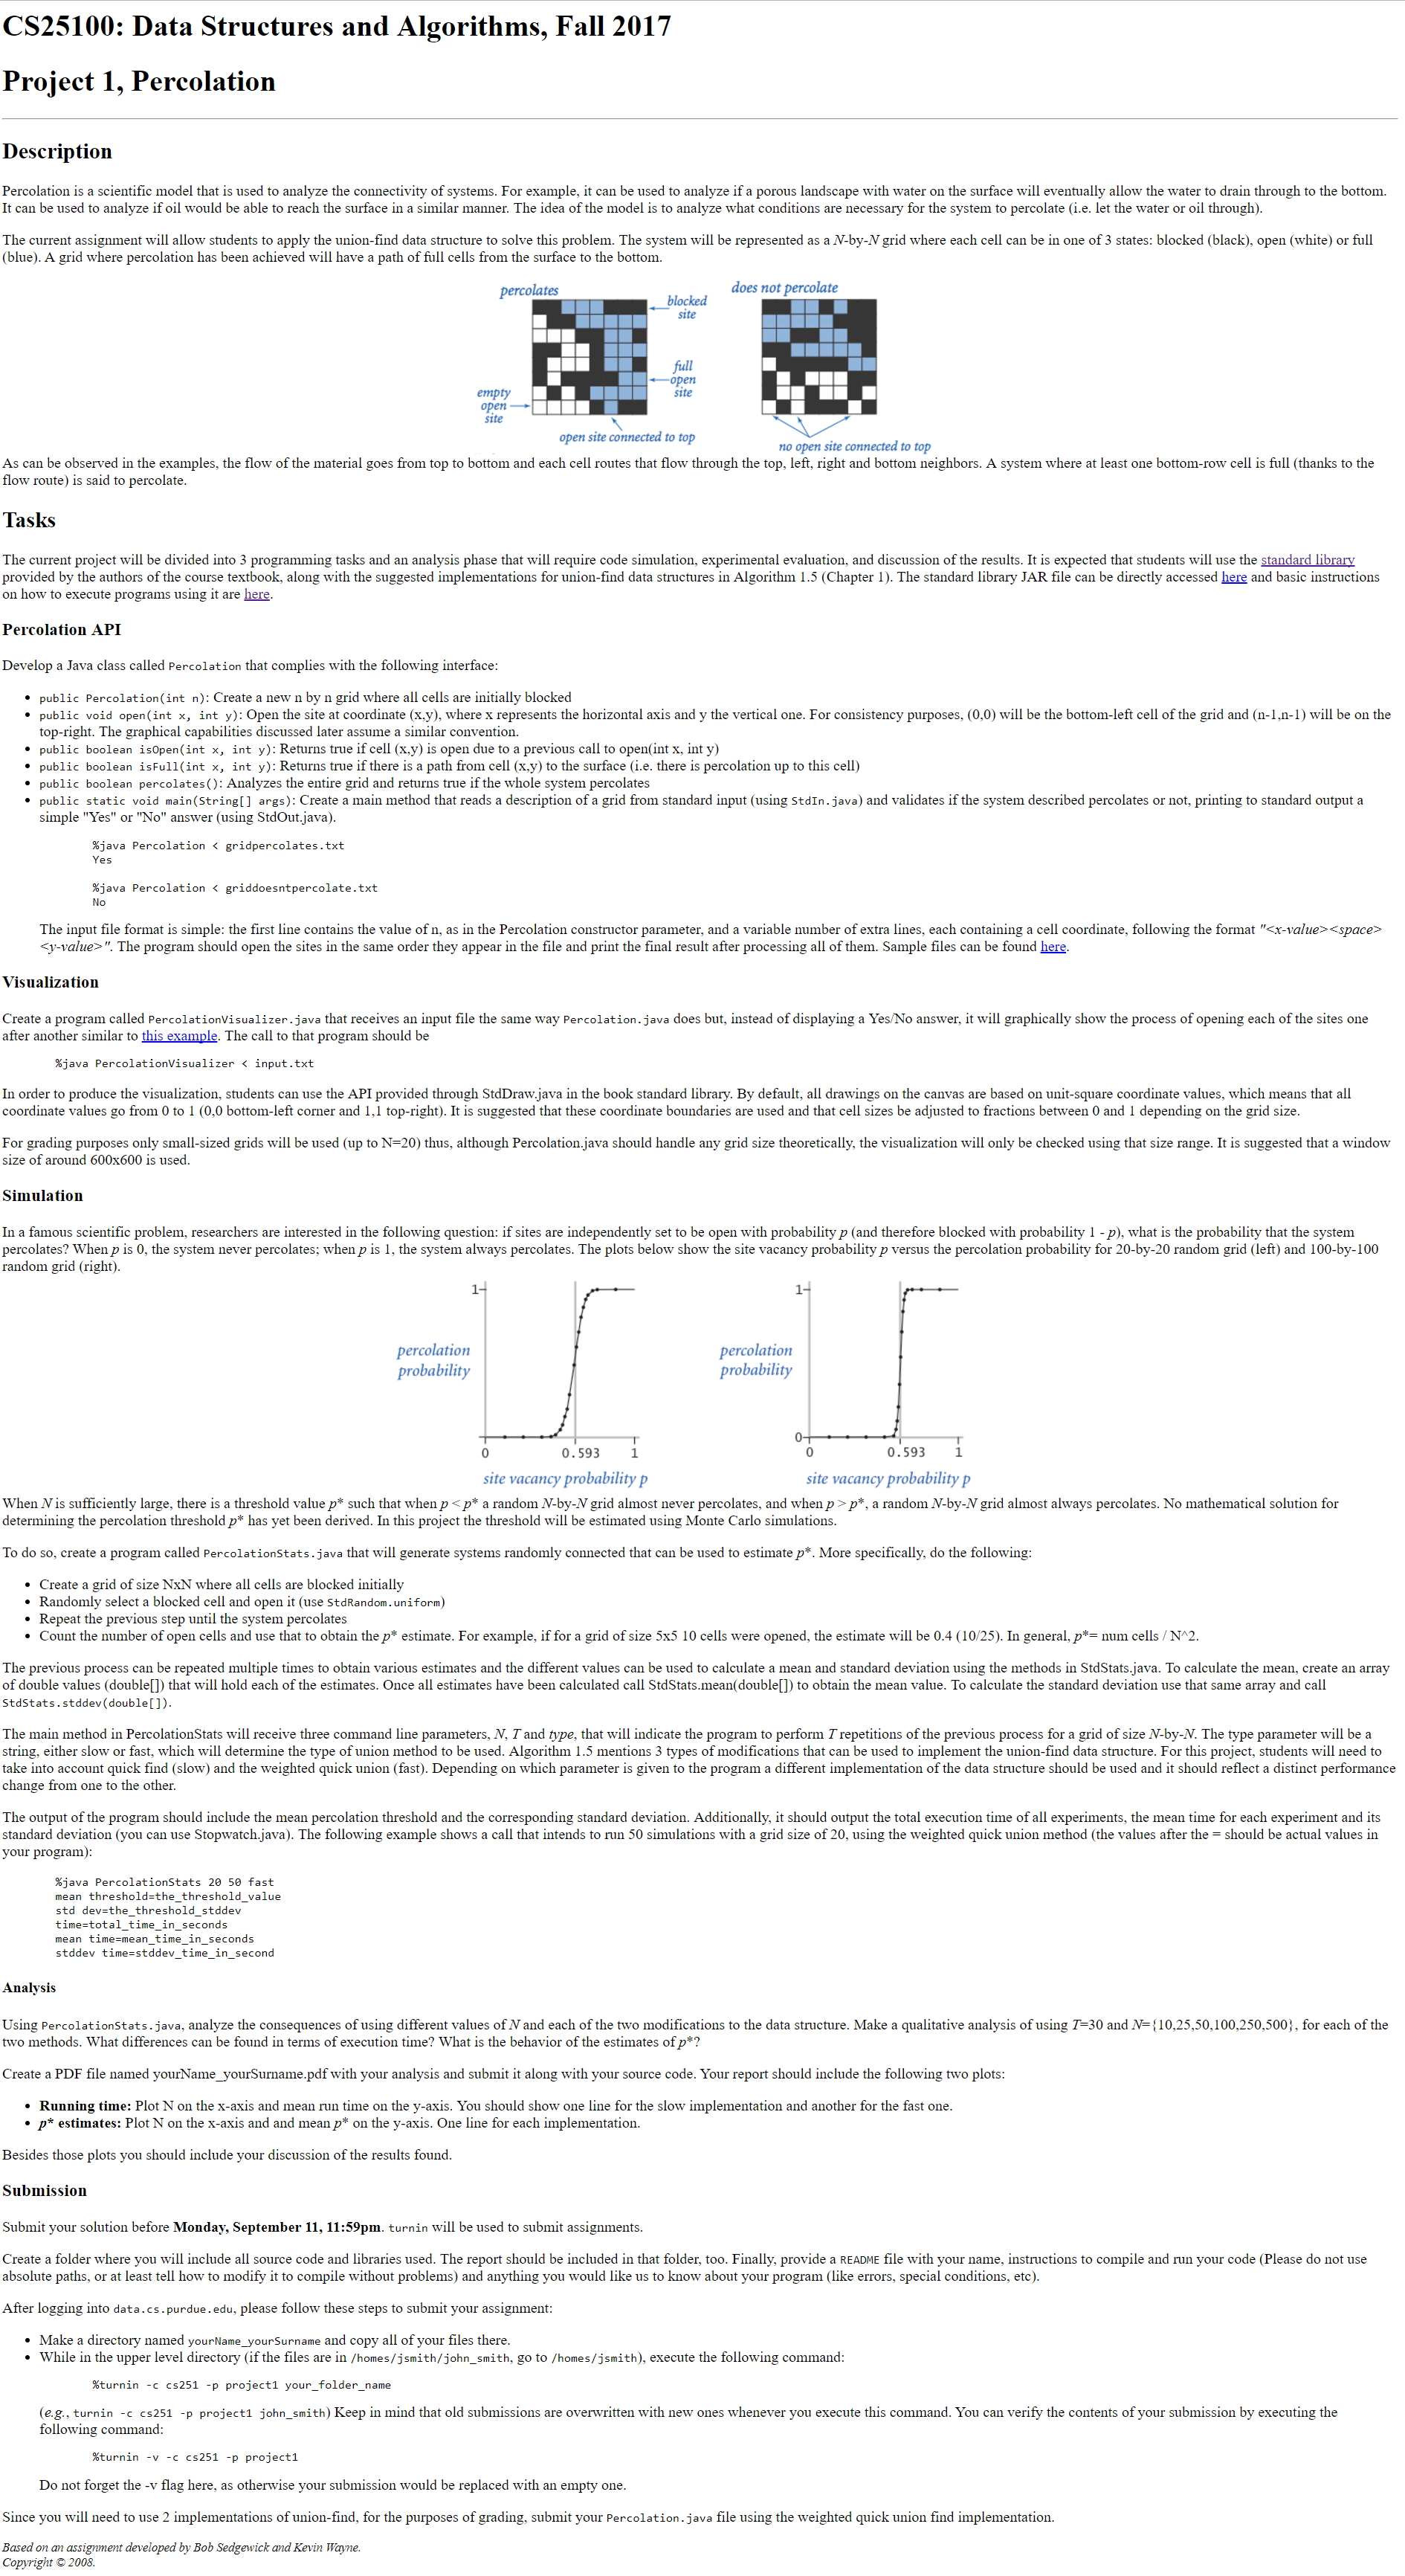 CS25100: Data Structures and Algorithms, Fall 2017
Project 1, Percolation
Description
Percolation is a scientific model that is used to analyze the connectivity of systems. For example, it can be used to analyze if a porous landscape with water on the surface will eventually allow the water to drain through to the bottom.
It can be used to analyze if oil would be able to reach the surface in a similar manner. The idea of the model is to analyze what conditions are necessary for the system to percolate (i.e. let the water or oil through).
The current assignment will allow students to apply the union-find data structure to solve this problem. The system will be represented as a N-by-N grid where each cell can be in one of 3 states: blocked (black), open (white) or full
(blue). A grid where percolation has been achieved will have a path of full cells from the surface to the bottom.
percolates
blocked
site
full
open
site
empty
open
site
open site connected to top
does not percolate
no open site connected to top
As can be observed in the examples, the flow of the material goes from top to bottom and each cell routes that flow through the top, left, right and bottom neighbors. A system where at least one bottom-row cell is full (thanks to the
flow route) is said to percolate.
Tasks
The current project will be divided into 3 programming tasks and an analysis phase that will require code simulation, experimental evaluation, and discussion of the results. It is expected that students will use the standard library
provided by the authors of the course textbook, along with the suggested implementations for union-find data structures in Algorithm 1.5 (Chapter 1). The standard library JAR file can be directly accessed here and basic instructions
on how to execute programs using it are here.
Percolation API
Develop a Java class called Percolation that complies with the following interface:
• public Percolation(int n): Create a new n by n grid where all cells are initially blocked
• public void open(int x, int y): Open the site at coordinate (x,y), where x represents the horizontal axis and y the vertical one. For consistency purposes, (0,0) will be the bottom-left cell of the grid and (n-1,n-1) will be on the
top-right. The graphical capabilities discussed later assume a similar convention.
• public boolean isOpen(int x, int y): Returns true if cell (x,y) is open due to a previous call to open(int x, int y)
• public boolean isFull(int x, int y): Returns true if there is a path from cell (x,y) to the surface (i.e. there is percolation up to this cell)
• public boolean percolates(): Analyzes the entire grid and returns true if the whole system percolates
• public static void main(String[] args): Create a main method that reads a description of a grid from standard input (using StdIn.java) and validates if the system described percolates or not, printing to standard output a
simple "Yes" or "No" answer (using StdOut.java).
%java Percolation < gridpercolates.txt
Yes
%java Percolation < griddoesntpercolate.txt
No
The input file format is simple: the first line contains the value of n, as in the Percolation constructor parameter, and a variable number of extra lines, each containing a cell coordinate, following the format "<x-value><space>
<y-value>". The program should open the sites in the same order they appear in the file and print the final result after processing all of them. Sample files can be found here.
Visualization
Create a program called PercolationVisualizer.java that receives an input file the same way Percolation.java does but, instead of displaying a Yes/No answer, it will graphically show the process of opening each of the sites one
after another similar to this example. The call to that program should be
%java PercolationVisualizer < input.txt
In order to produce the visualization, students can use the API provided through StdDraw.java in the book standard library. By default, all drawings on the canvas are based on unit-square coordinate values, which means that all
coordinate values go from 0 to 1 (0,0 bottom-left corner and 1,1 top-right). It is suggested that these coordinate boundaries are used and that cell sizes be adjusted to fractions between 0 and 1 depending on the grid size.
For grading purposes only small-sized grids will be used (up to N=20) thus, although Percolation.java should handle any grid size theoretically, the visualization will only be checked using that size range. It is suggested that a window
size of around 600x600 is used.
Simulation
In a famous scientific problem, researchers are interested in the following question: if sites are independently set to be open with probability p (and therefore blocked with probability 1 - p), what is the probability that the system
percolates? When p is 0, the system never percolates; when p is 1, the system always percolates. The plots below show the site vacancy probability p versus the percolation probability for 20-by-20 random grid (left) and 100-by-100
random grid (right).
1
percolation
probability
0 0.593 1
site vacancy probability p
1
percolation
probability
0
0 0.593 1
site vacancy probability p
When N is sufficiently large, there is a threshold value p* such that when p < p* a random N-by-N grid almost never percolates, and when p > p*, a random N-by-N grid almost always percolates. No mathematical solution for
determining the percolation threshold p* has yet been derived. In this project the threshold will be estimated using Monte Carlo simulations.
To do so, create a program called PercolationStats.java that will generate systems randomly connected that can be used to estimate p*. More specifically, do the following:
• Create a grid of size NxN where all cells are blocked initially
• Randomly select a blocked cell and open it (use StdRandom.uniform)
• Repeat the previous step until the system percolates
• Count the number of open cells and use that to obtain the p* estimate. For example, if for a grid of size 5x5 10 cells were opened, the estimate will be 0.4 (10/25). In general, p*= num cells / N^2.
The previous process can be repeated multiple times to obtain various estimates and the different values can be used to calculate a mean and standard deviation using the methods in StdStats.java. To calculate the mean, create an array
of double values (double[]) that will hold each of the estimates. Once all estimates have been calculated call StdStats.mean(double[]) to obtain the mean value. To calculate the standard deviation use that same array and call
StdStats.stddev(double[]).
The main method in PercolationStats will receive three command line parameters, N, T and type, that will indicate the program to perform T repetitions of the previous process for a grid of size N-by-N. The type parameter will be a
string, either slow or fast, which will determine the type of union method to be used. Algorithm 1.5 mentions 3 types of modifications that can be used to implement the union-find data structure. For this project, students will need to
take into account quick find (slow) and the weighted quick union (fast). Depending on which parameter is given to the program a different implementation of the data structure should be used and it should reflect a distinct performance
change from one to the other.
The output of the program should include the mean percolation threshold and the corresponding standard deviation. Additionally, it should output the total execution time of all experiments, the mean time for each experiment and its
standard deviation (you can use Stopwatch.java). The following example shows a call that intends to run 50 simulations with a grid size of 20, using the weighted quick union method (the values after the = should be actual values in
your program):
%java PercolationStats 20 50 fast
mean threshold=the_threshold_value
std dev=the_threshold_stddev
time=total_time_in_seconds
mean time=mean_time_in_seconds
stddev time=stddev_time_in_second
Analysis
Using PercolationStats.java, analyze the consequences of using different values of N and each of the two modifications to the data structure. Make a qualitative analysis of using T=30 and N={10,25,50,100,250,500}, for each of the
two methods. What differences can be found in terms of execution time? What is the behavior of the estimates of p*?
Create a PDF file named yourName_yourSurname.pdf with your analysis and submit it along with your source code. Your report should include the following two plots:
• Running time: Plot N on the x-axis and mean run time on the y-axis. You should show one line for the slow implementation and another for the fast one.
• p* estimates: Plot N on the x-axis and and mean p* on the y-axis. One line for each implementation.
Besides those plots you should include your discussion of the results found.
Submission
Submit your solution before Monday, September 11, 11:59pm. turnin will be used to submit assignments.
Create a folder where you will include all source code and libraries used. The report should be included in that folder, too. Finally, provide a README file with your name, instructions to compile and run your code (Please do not use
absolute paths, or at least tell how to modify it to compile without problems) and anything you would like us to know about your program (like errors, special conditions, etc).
After logging into data.cs.purdue.edu, please follow these steps to submit your assignment:
• Make a directory named yourName_yourSurname and copy all of your files there.
• While in the upper level directory (if the files are in /homes/jsmith/john_smith, go to /homes/jsmith), execute the following command:
%turnin -c cs251 -p project1 your_folder_name
(e.g., turnin -c cs251 -p project1 john_smith) Keep in mind that old submissions are overwritten with new ones whenever you execute this command. You can verify the contents of your submission by executing the
following command:
%turnin -v -c cs251 -p project1
Do not forget the -v flag here, as otherwise your submission would be replaced with an empty one.
Since you will need to use 2 implementations of union-find, for the purposes of grading, submit your Percolation.java file using the weighted quick union find implementation.
Based on an assignment developed by Bob Sedgewick and Kevin Wayne.
Copyright © 2008.